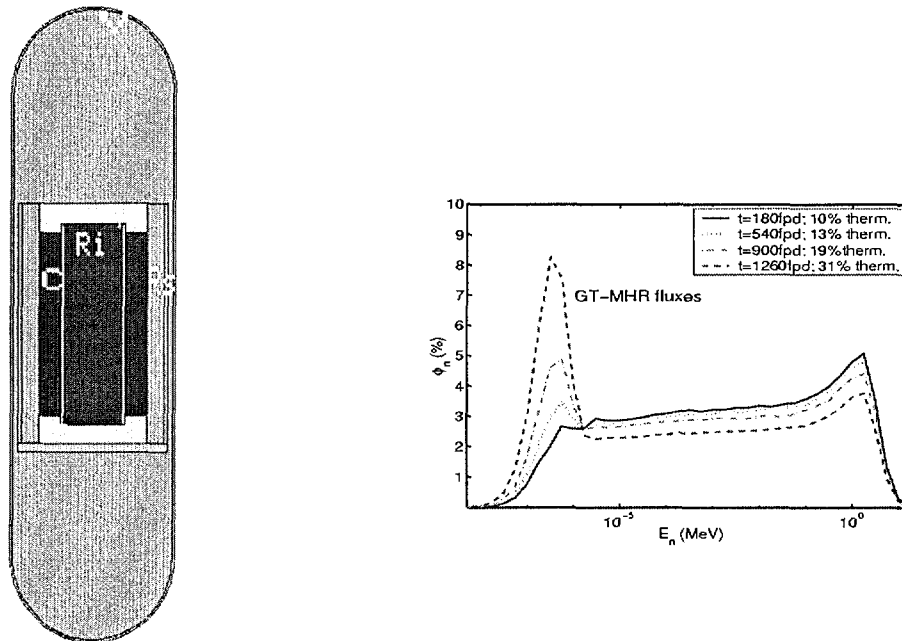 Ri
C
10
9
8
7
6
5
4
3
2
1
ϕn (%)
t=180fpd; 10% therm.
t=540fpd; 13% therm.
t=900fpd; 19%therm.
t=1260fpd; 31% therm.
GT-MHR fluxes
10^-5
10^0
E_n (MeV)